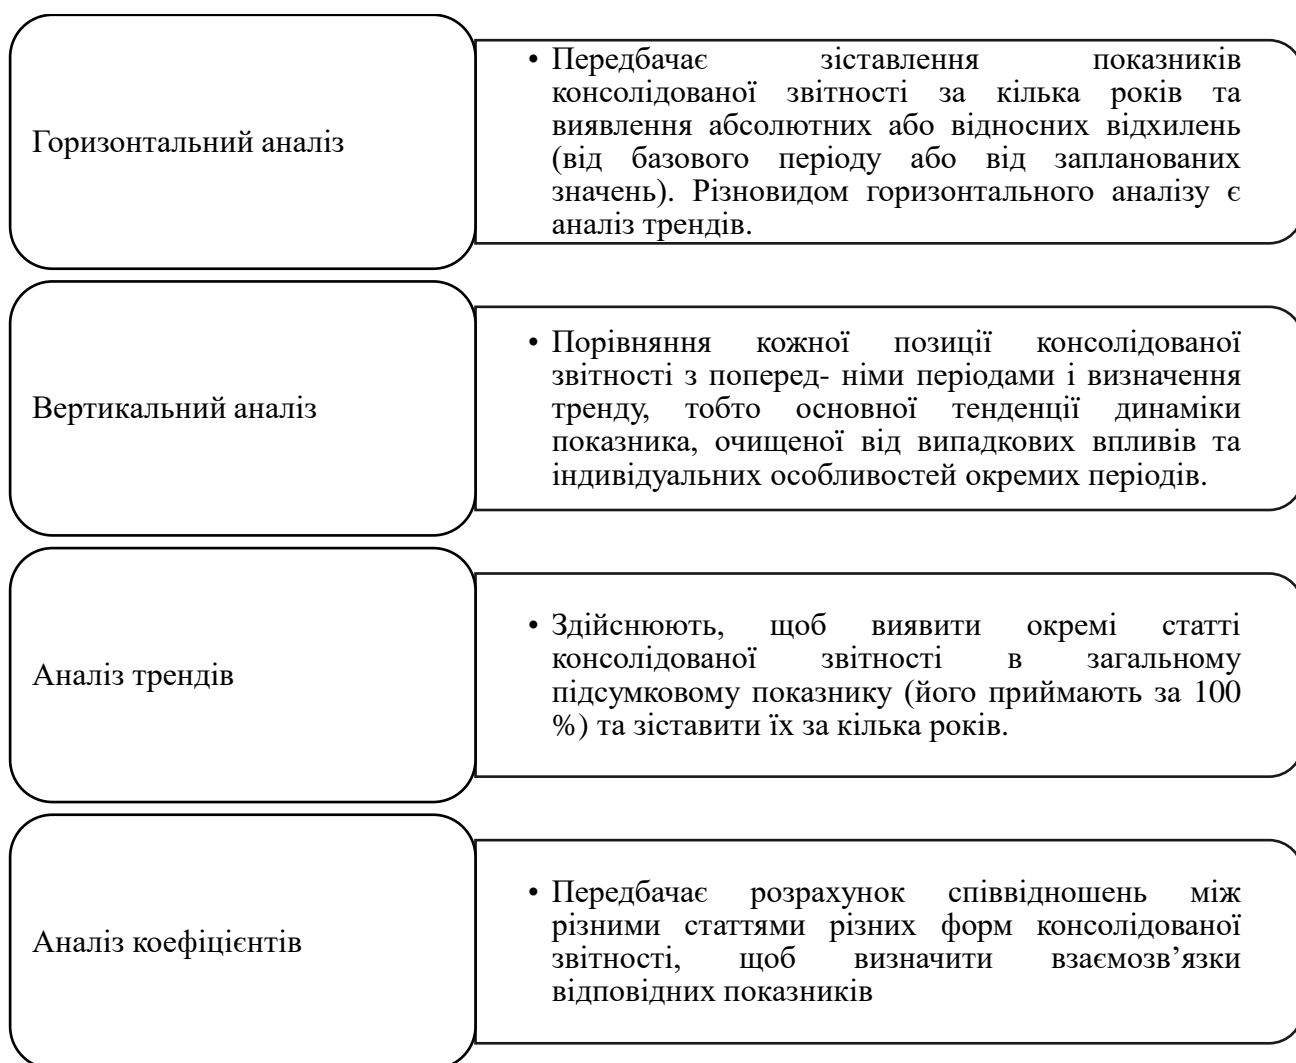 Горизонтальний аналіз
• Передбачає зіставлення показників
консолідованої звітності за кілька років та
виявлення абсолютних або відносних відхилень
(від базового періоду або від запланованих
значень). Різновидом горизонтального аналізу є
аналіз трендів.
Вертикальний аналіз
• Порівняння кожної позиції консолідованої
звітності з поперед- німи періодами і визначення
тренду, тобто основної тенденції динаміки
показника, очищеної від випадкових впливів та
індивідуальних особливостей окремих періодів.
Аналіз трендів
• Здійснюють, щоб виявити окремі статті
консолідованої звітності в загальному
підсумковому показнику (його приймають за 100
%) та зіставити їх за кілька років.
Аналіз коефіцієнтів
• Передбачає розрахунок співвідношень між
різними статтями різних форм консолідованої
звітності, щоб визначити взаємозв’язки
відповідних показників